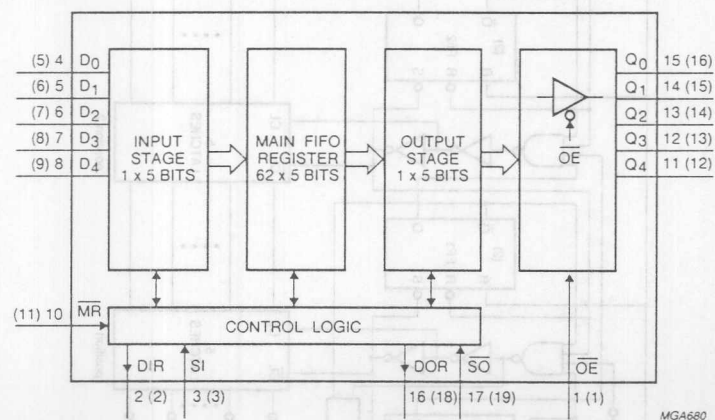 (5) 4 D0 Q0 15 (16)
(6) 5 D1 Q1 14 (15)
(7) 6 D2 Q2 13 (14)
(8) 7 D3 Q3 12 (13)
(9) 8 D4 Q4 11 (12)
INPUT
STAGE
1 x 5 BITS
MAIN FIFO
REGISTER
62 x 5 BITS
OUTPUT
STAGE
1 x 5 BITS
OE
(11) 10 MR
CONTROL LOGIC
DIR SI DOR SO OE
2 (2) 3 (3) 16 (18) 17 (19) 1 (1)
MGA680